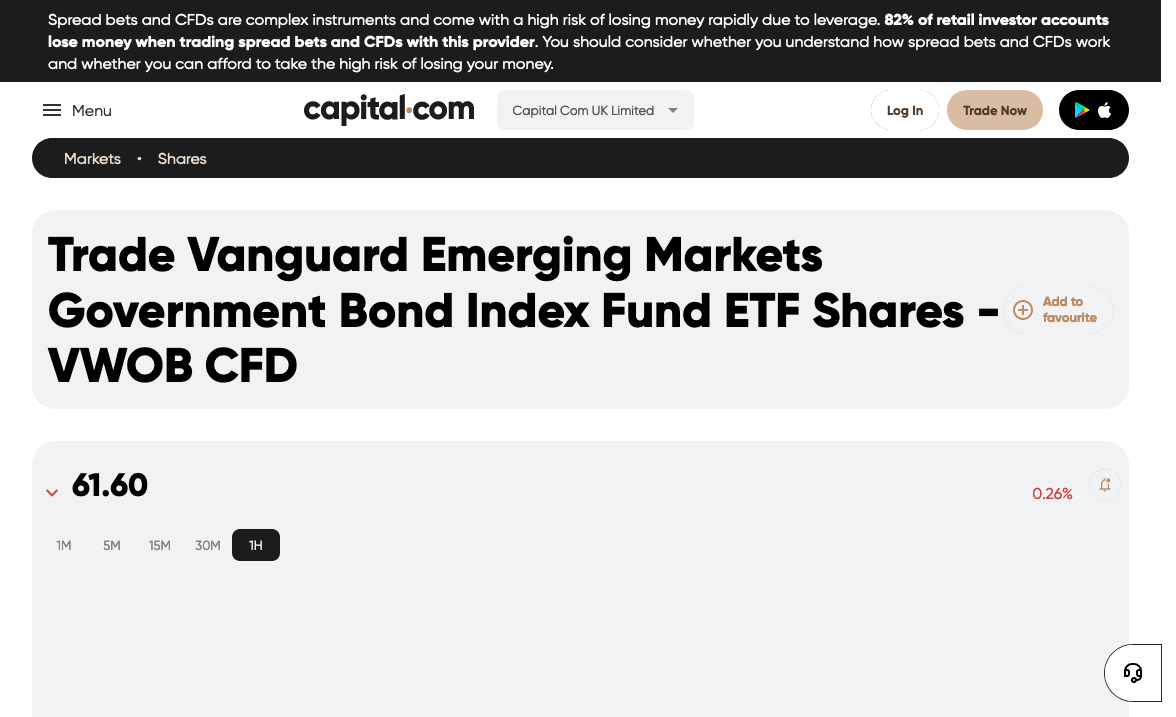 Spread bets and CFDs are complex instruments and come with a high risk of losing money rapidly due to leverage. 82% of retail investor accounts
lose money when trading spread bets and CFDs with this provider. You should consider whether you understand how spread bets and CFDs work
and whether you can afford to take the high risk of losing your money.
Menu
capital.com
Capital Com UK Limited
Log In
Trade Now
Markets • Shares
Trade Vanguard Emerging Markets
Government Bond Index Fund ETF Shares -
VWOB CFD
Add to
favourite
61.60
0.26%
1M 5M 15M 30M 1H